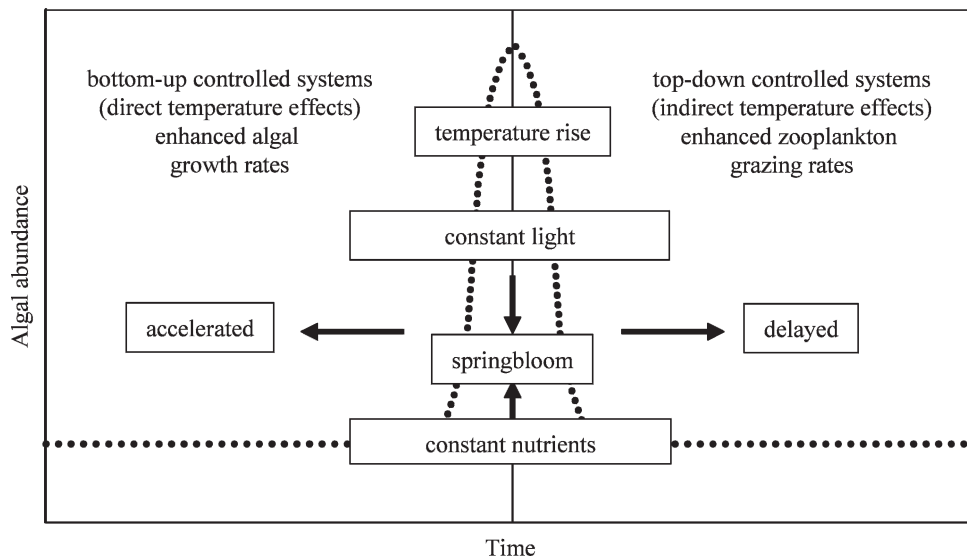 bottom-up controlled systems
(direct temperature effects)
enhanced algal
growth rates
top-down controlled systems
(indirect temperature effects)
enhanced zooplankton
grazing rates
temperature rise
constant light
accelerated
springbloom
delayed
constant nutrients
Algal abundance
Time